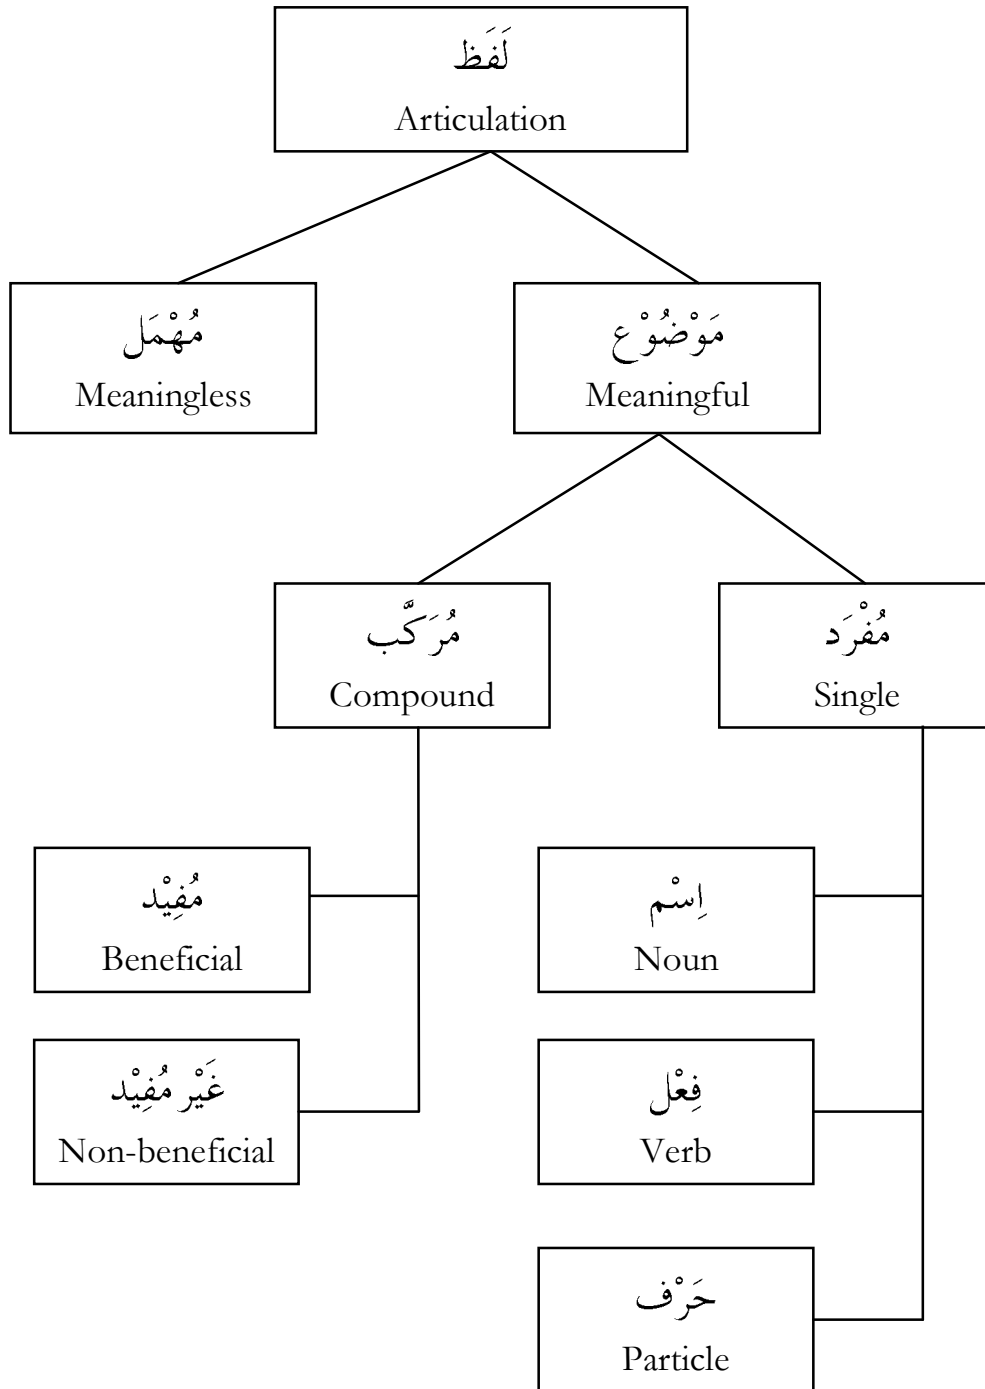 لَفَظ
Articulation
مُهْمَل
Meaningless
مَوْضُوْع
Meaningful
مُرَكَّب
Compound
مُفْرَد
Single
مُفِيْد
Beneficial
اِسْم
Noun
غَيْر مُفِيْد
Non-beneficial
فِعْل
Verb
حَرْف
Particle